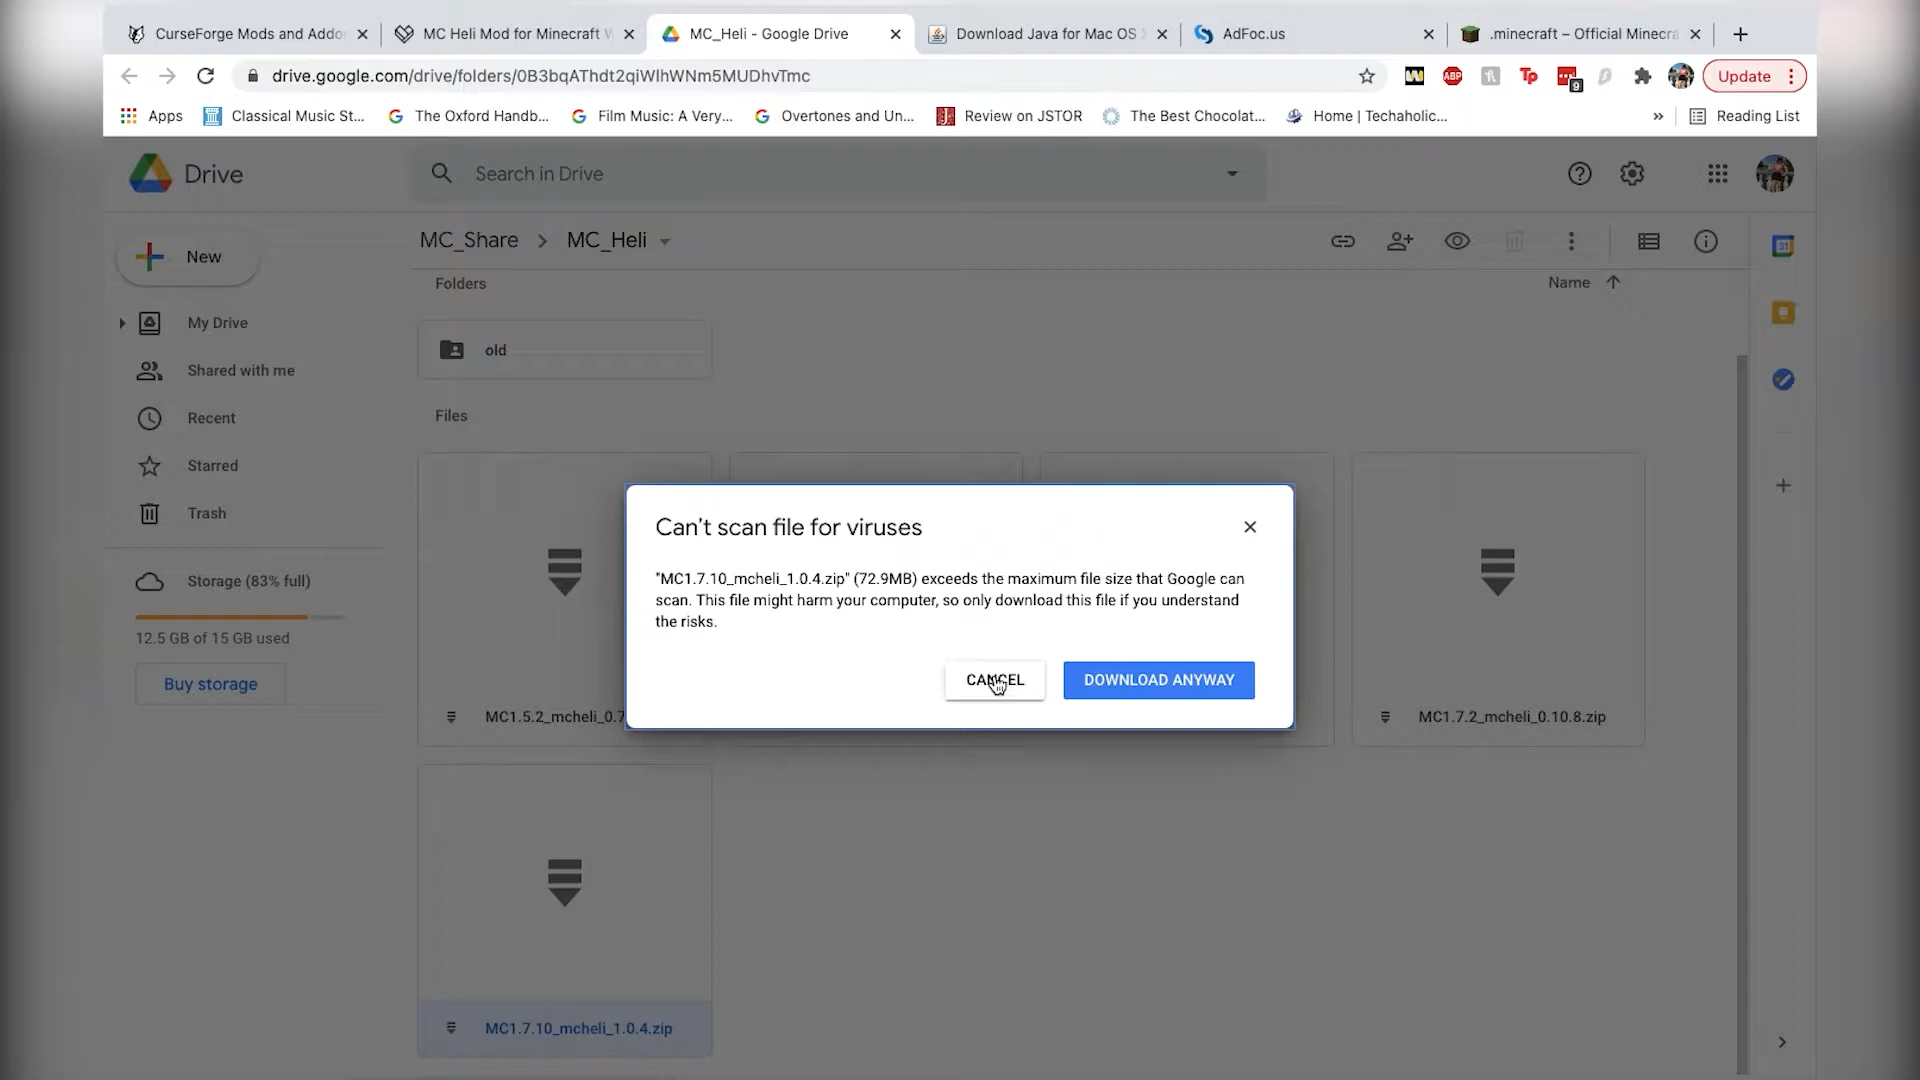 CurseForge Mods and Addo
MC Heli Mod for Minecraft
MC_Heli - Google Drive
Download Java for Mac OS
AdFoc.us
.minecraft – Official Minecra
drive.google.com/drive/folders/0B3bqAThdt2qiWlhWNm5MUDhvTmc
ABP
Tp
9
Update
Apps
Classical Music St...
The Oxford Handb...
Film Music: A Very...
Overtones and Un...
Review on JSTOR
The Best Chocolat...
Home | Techaholic...
»
Reading List
Drive
Search in Drive
MC_Share > MC_Heli
New
Folders
Name
31
My Drive
old
Shared with me
Files
Recent
Starred
Trash
Can't scan file for viruses
"MC1.7.10_mcheli_1.0.4.zip" (72.9MB) exceeds the maximum file size that Google can
scan. This file might harm your computer, so only download this file if you understand
the risks.
CANCEL
DOWNLOAD ANYWAY
Storage (83% full)
12.5 GB of 15 GB used
Buy storage
MC1.5.2_mcheli_0.7
MC1.7.2_mcheli_0.10.8.zip
MC1.7.10_mcheli_1.0.4.zip